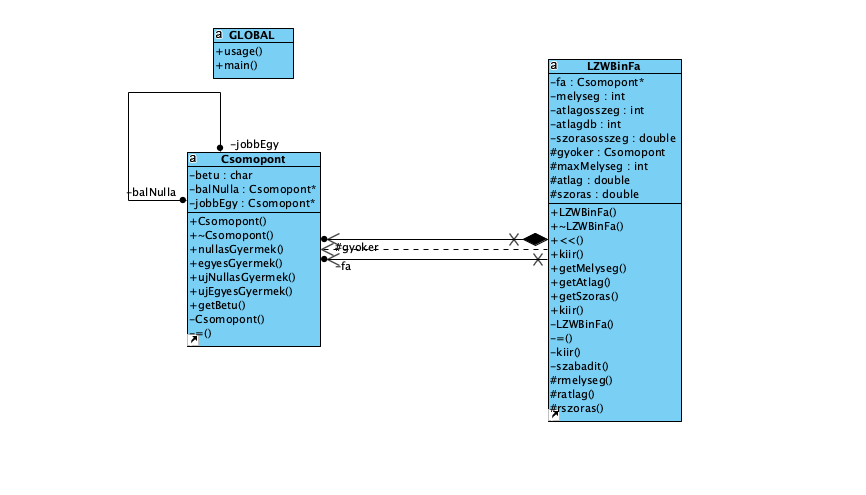 a GLOBAL
+usage()
+main()
-jobbEgy
-balNulla
a Csomopont
-betu : char
-balNulla : Csomopont*
-jobbEgy : Csomopont*
+Csomopont()
+~Csomopont()
+nullasGyermek()
+egyesGyermek()
+ujNullasGyermek()
+ujEgyesGyermek()
+getBetu()
-Csomopont()
-=()
#gyoker
-fa
a LZWBinFa
-fa : Csomopont*
-melyseg : int
-atlagosszeg : int
-atlagdb : int
-szorasosszeg : double
#gyoker : Csomopont
#maxMelyseg : int
#atlag : double
#szoras : double
+LZWBinFa()
+~LZWBinFa()
+<<()
+kiir()
+getMelyseg()
+getAtlag()
+getSzoras()
+kiir()
-LZWBinFa()
-=()
-kiir()
-szabadit()
#rmelyseg()
#ratlag()
#rszoras()